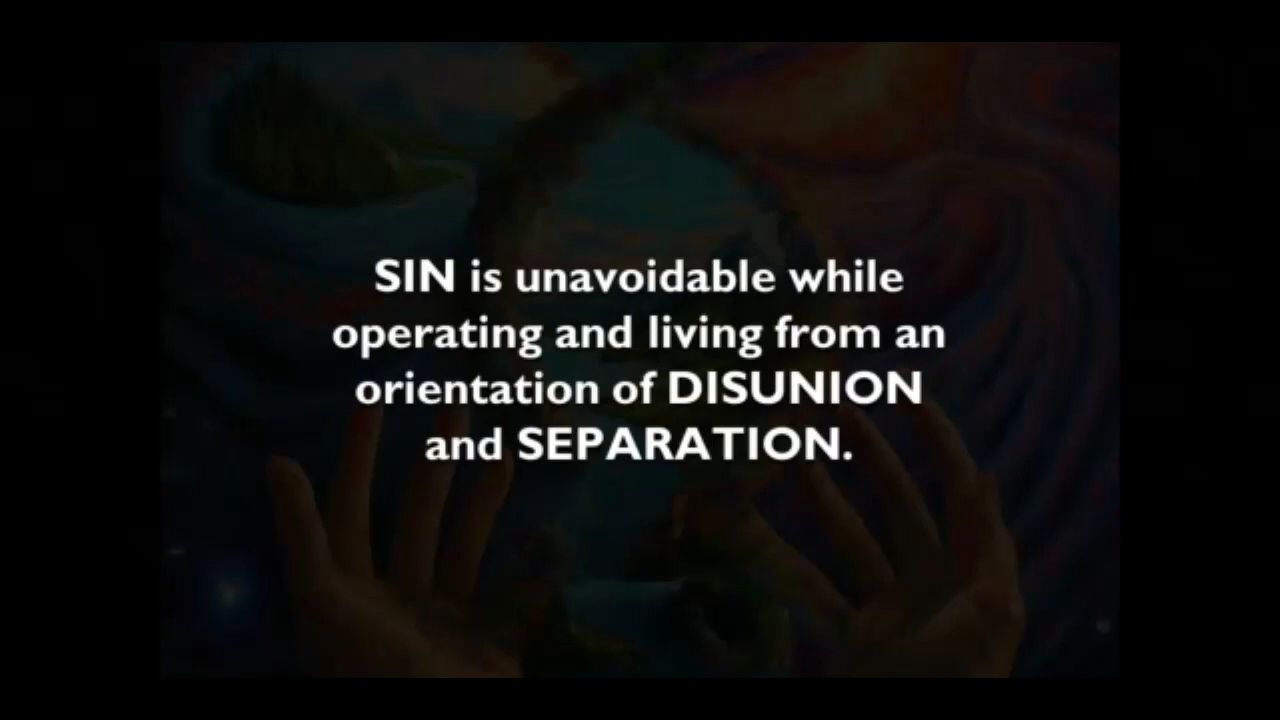 SIN is unavoidable while
operating and living from an
orientation of DISUNION
and SEPARATION.